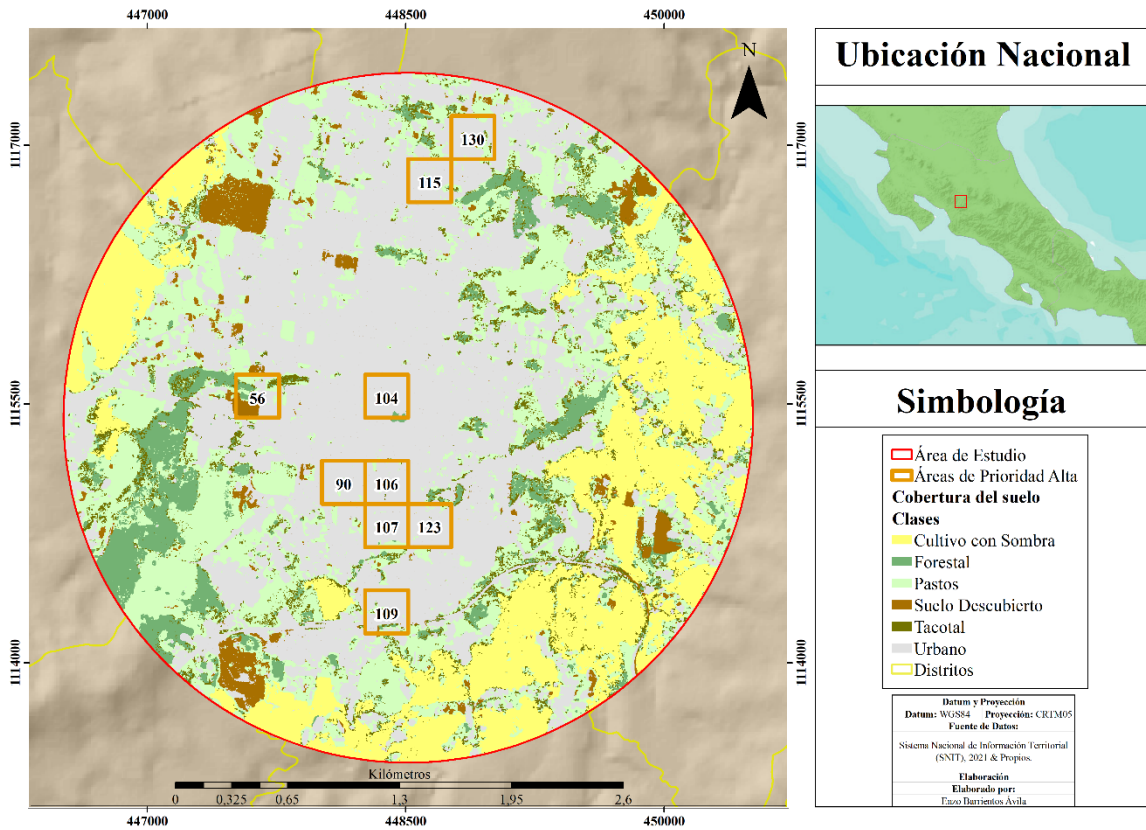 447000
448500
450000
1117000
1115500
1114000
1117000
1115500
1114000
N
130
115
56
104
90
106
107
123
109
Kilómetros
0
0,325
0,65
1,3
1,95
2,6
447000
448500
450000
Ubicación Nacional
Simbología
Área de Estudio
Áreas de Prioridad Alta
Cobertura del suelo
Clases
Cultivo con Sombra
Forestal
Pastos
Suelo Descubierto
Tacotal
Urbano
Distritos
Datum y Proyección
Datum: WGS84 Proyección: CRTM05
Fuente de Datos:
Sistema Nacional de Información Territorial
(SNIT), 2021 & Propios.
Elaboración
Elaborado por:
Enzo Barrientos Ávila